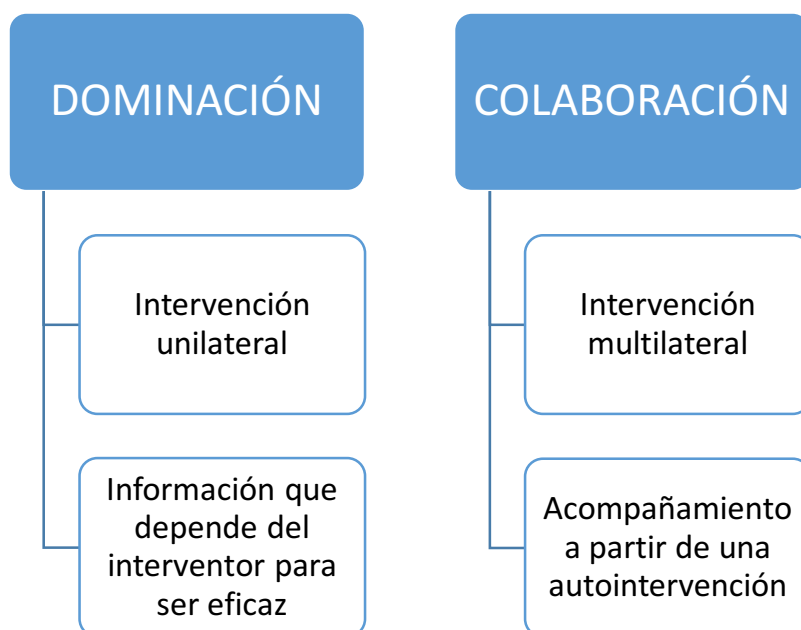 DOMINACIÓN
Intervención
unilateral
Información que
depende del
interventor para
ser eficaz
COLABORACIÓN
Intervención
multilateral
Acompañamiento
a partir de una
autointervención